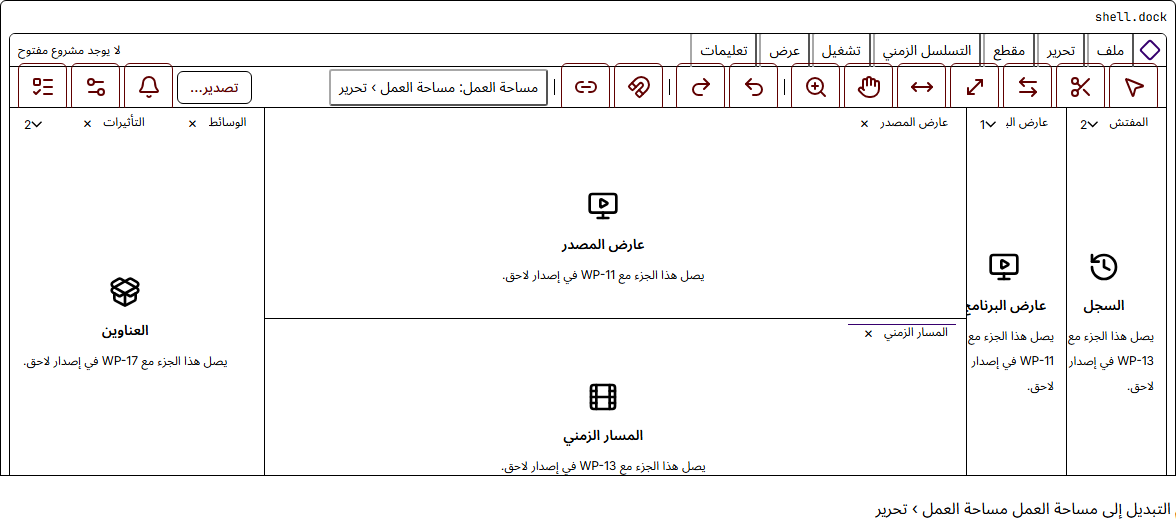 shell.dock
ملف تحرير مقطع التسلسل الزمني تشغيل عرض تعليمات لا يوجد مشروع مفتوح
مساحة العمل: مساحة العمل › تحرير تصدير...
المفتش 2
السجل
يصل هذا الجزء مع
WP-13 في إصدار
لاحق.
عارض الب 1
عارض البرنامج
يصل هذا الجزء مع
WP-11 في إصدار
لاحق.
عارض المصدر ×
عارض المصدر
يصل هذا الجزء مع WP-11 في إصدار لاحق.
المسار الزمني ×
المسار الزمني
يصل هذا الجزء مع WP-13 في إصدار لاحق.
الوسائط × التأثيرات × 2
العناوين
يصل هذا الجزء مع WP-17 في إصدار لاحق.
التبديل إلى مساحة العمل مساحة العمل › تحرير